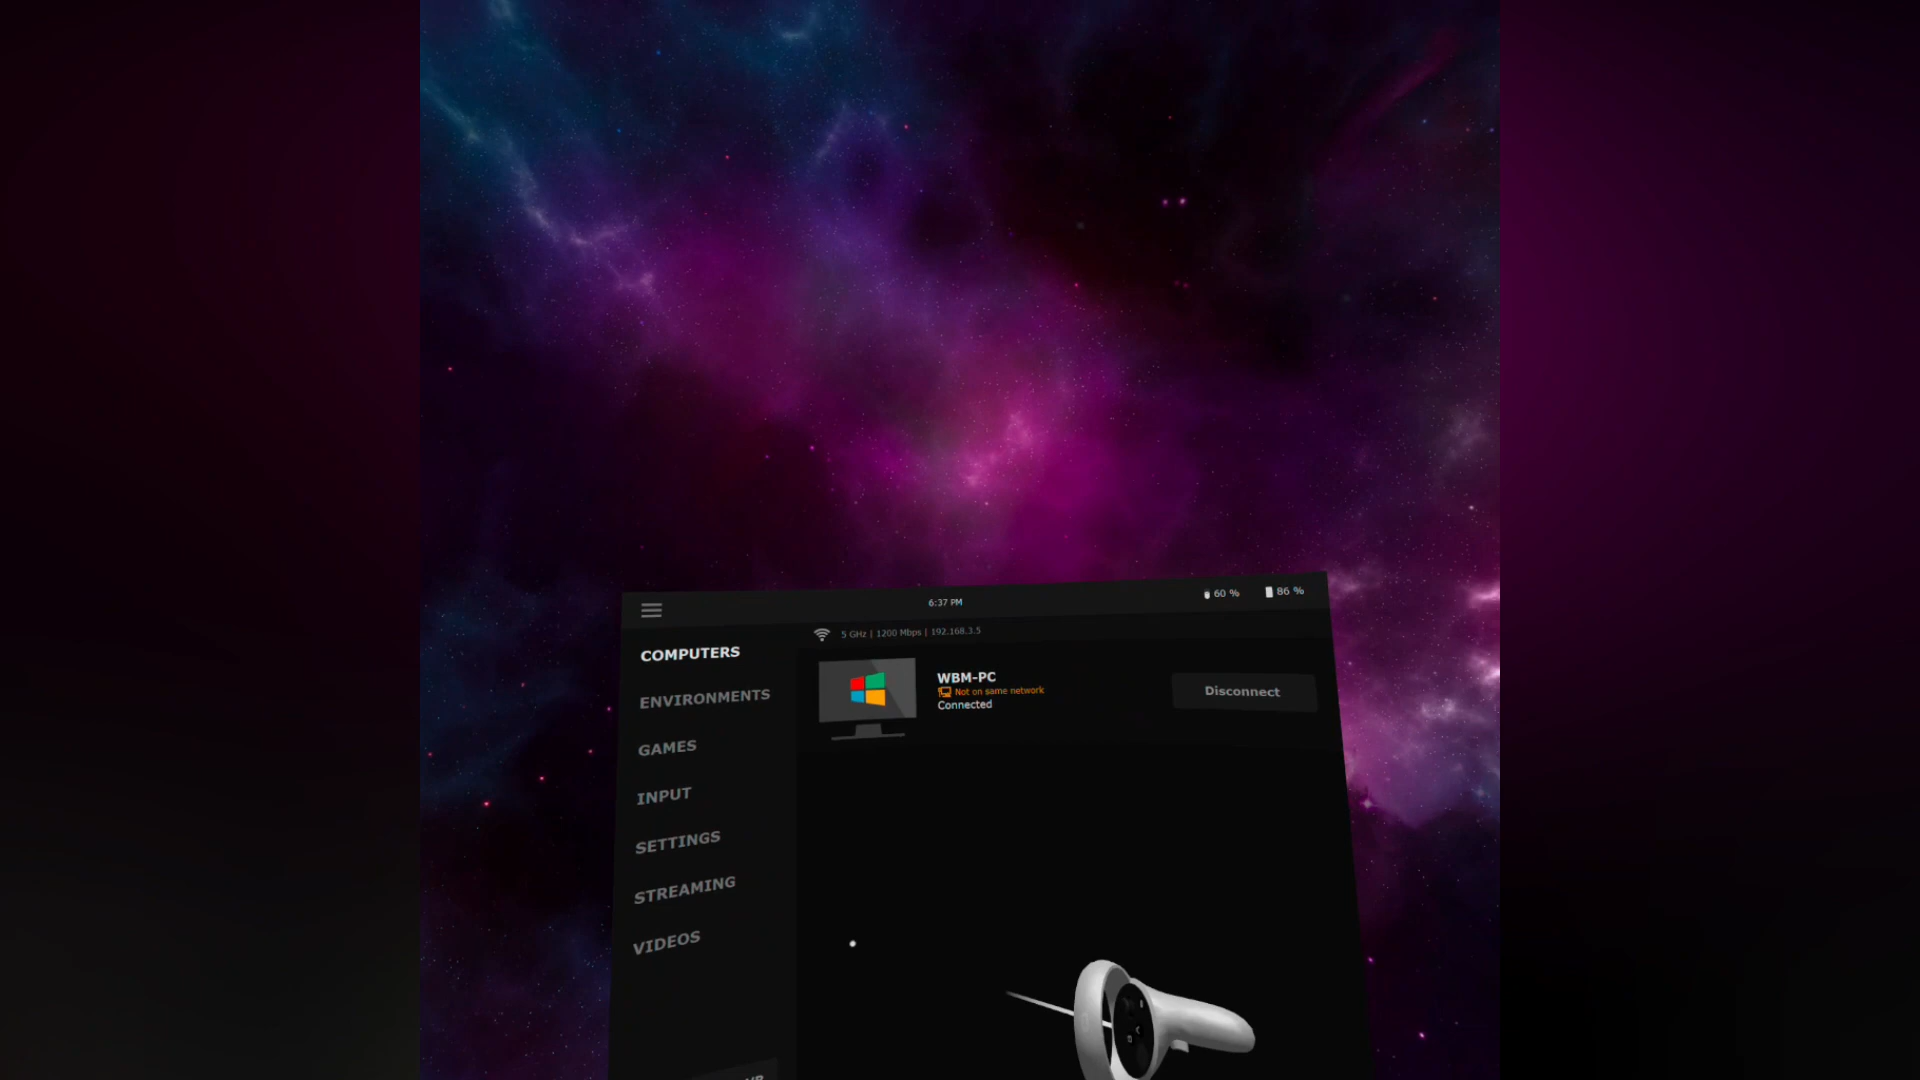 6:37 PM
60 %
86 %
5 GHz | 1200 Mbps | 192.168.3.5
COMPUTERS
ENVIRONMENTS
GAMES
INPUT
SETTINGS
STREAMING
VIDEOS
WBM-PC
Not on same network
Connected
Disconnect